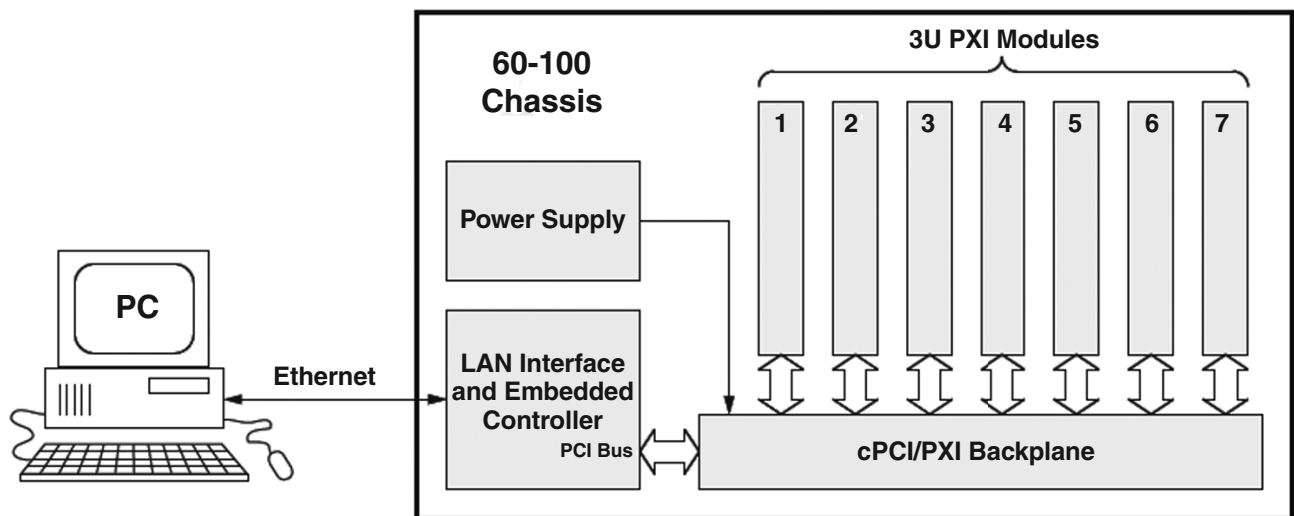 60-100
Chassis
3U PXI Modules
1 2 3 4 5 6 7
Power Supply
PC
Ethernet
LAN Interface
and Embedded
Controller
PCI Bus
cPCI/PXI Backplane